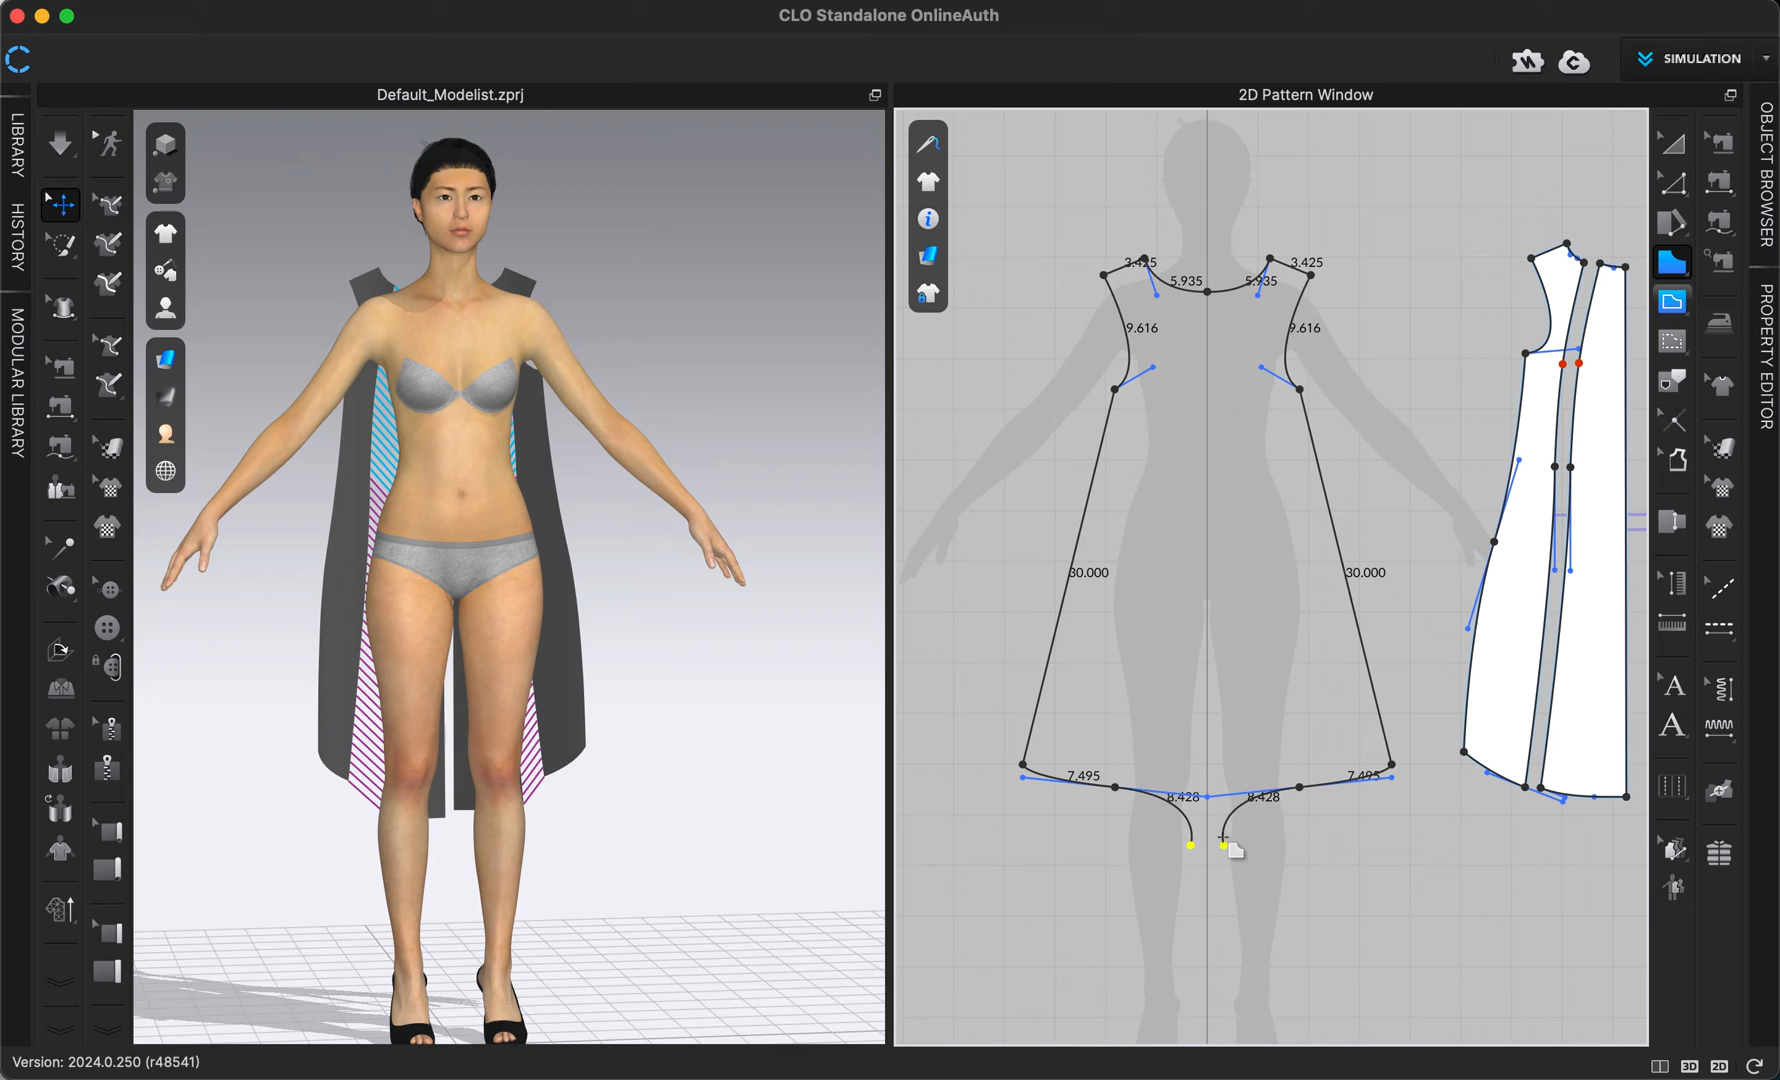 CLO Standalone OnlineAuth
SIMULATION
Default_Modelist.zprj
2D Pattern Window
LIBRARY
HISTORY
MODULAR LIBRARY
OBJECT BROWSER
PROPERTY EDITOR
3.425
3.425
5.935
5.935
9.616
9.616
30.000
30.000
7.495
7.495
8.428
8.428
A
A
Version: 2024.0.250 (r48541)
3D
2D